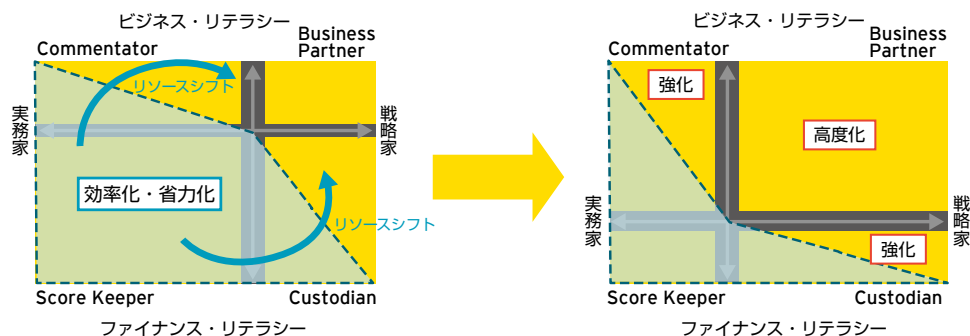 ビジネス・リテラシー
Commentator
Business
Partner
リソースシフト
実務家
戦略家
効率化・省力化
リソースシフト
Score Keeper
Custodian
ファイナンス・リテラシー
ビジネス・リテラシー
Commentator
Business
Partner
強化
高度化
実務家
戦略家
強化
Score Keeper
Custodian
ファイナンス・リテラシー